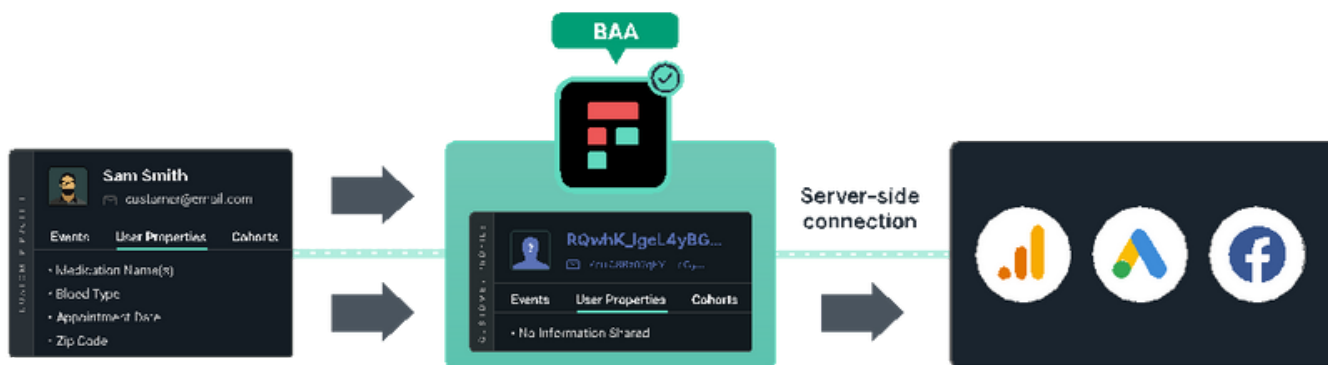 BAA
Sam Smith
customer@email.com
Events User Properties Cohorts
• Medication Name(s)
• Blood Type
• Appointment Date
• Zip Code
RQwhK_IgeL4yBG...
Events User Properties Cohorts
• No Information Shared
Server-side
connection